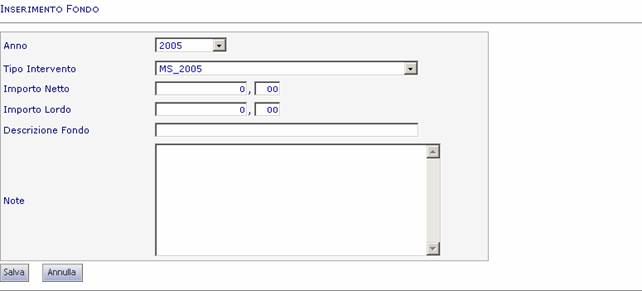 Inserimento Fondo
Anno 2005
Tipo Intervento MS_2005
Importo Netto 0, 00
Importo Lordo 0, 00
Descrizione Fondo
Note
Salva Annulla